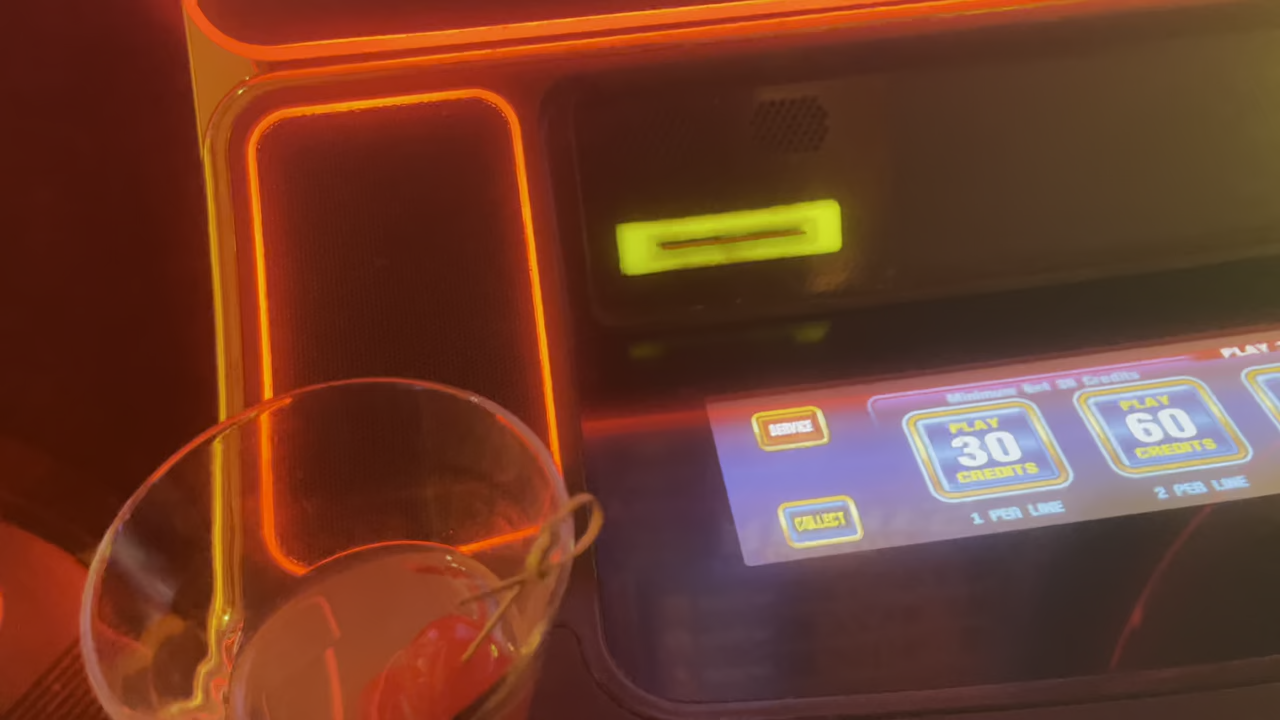 PLAY
Minimum Bet 30 Credits
SERVICE
PLAY
30
CREDITS
PLAY
60
CREDITS
COLLECT
1 PER LINE
2 PER LINE